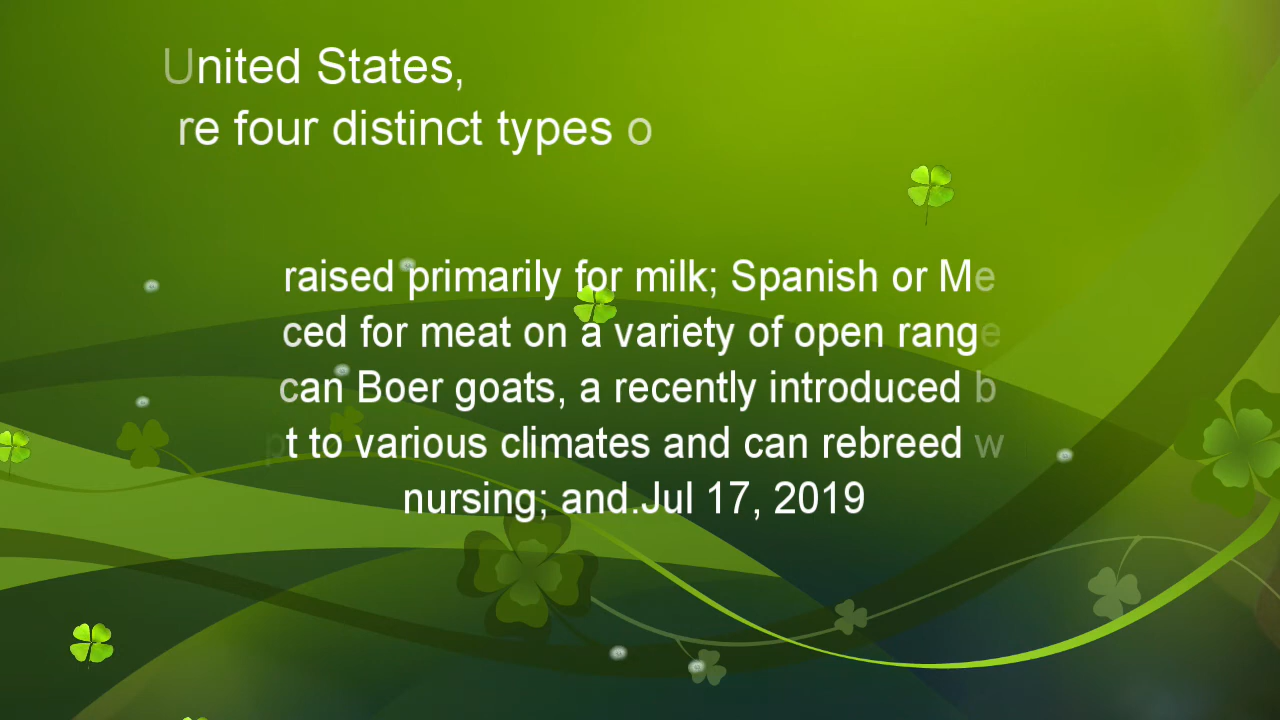 United States,
re four distinct types o
raised primarily for milk; Spanish or Me
ced for meat on a variety of open range
can Boer goats, a recently introduced b
pt to various climates and can rebreed w
nursing; and.Jul 17, 2019